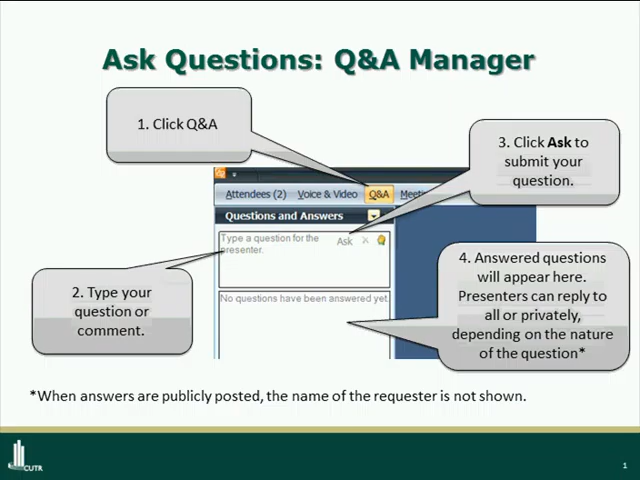 Ask Questions: Q&A Manager
1. Click Q&A
3. Click Ask to
submit your
question.
Attendees (2) Voice & Video Q&A
Questions and Answers
Type a question for the
presenter.
Ask
2. Type your
question or
comment.
No questions have been answered yet.
4. Answered questions
will appear here.
Presenters can reply to
all or privately,
depending on the nature
of the question*
*When answers are publicly posted, the name of the requester is not shown.
CUTR
1